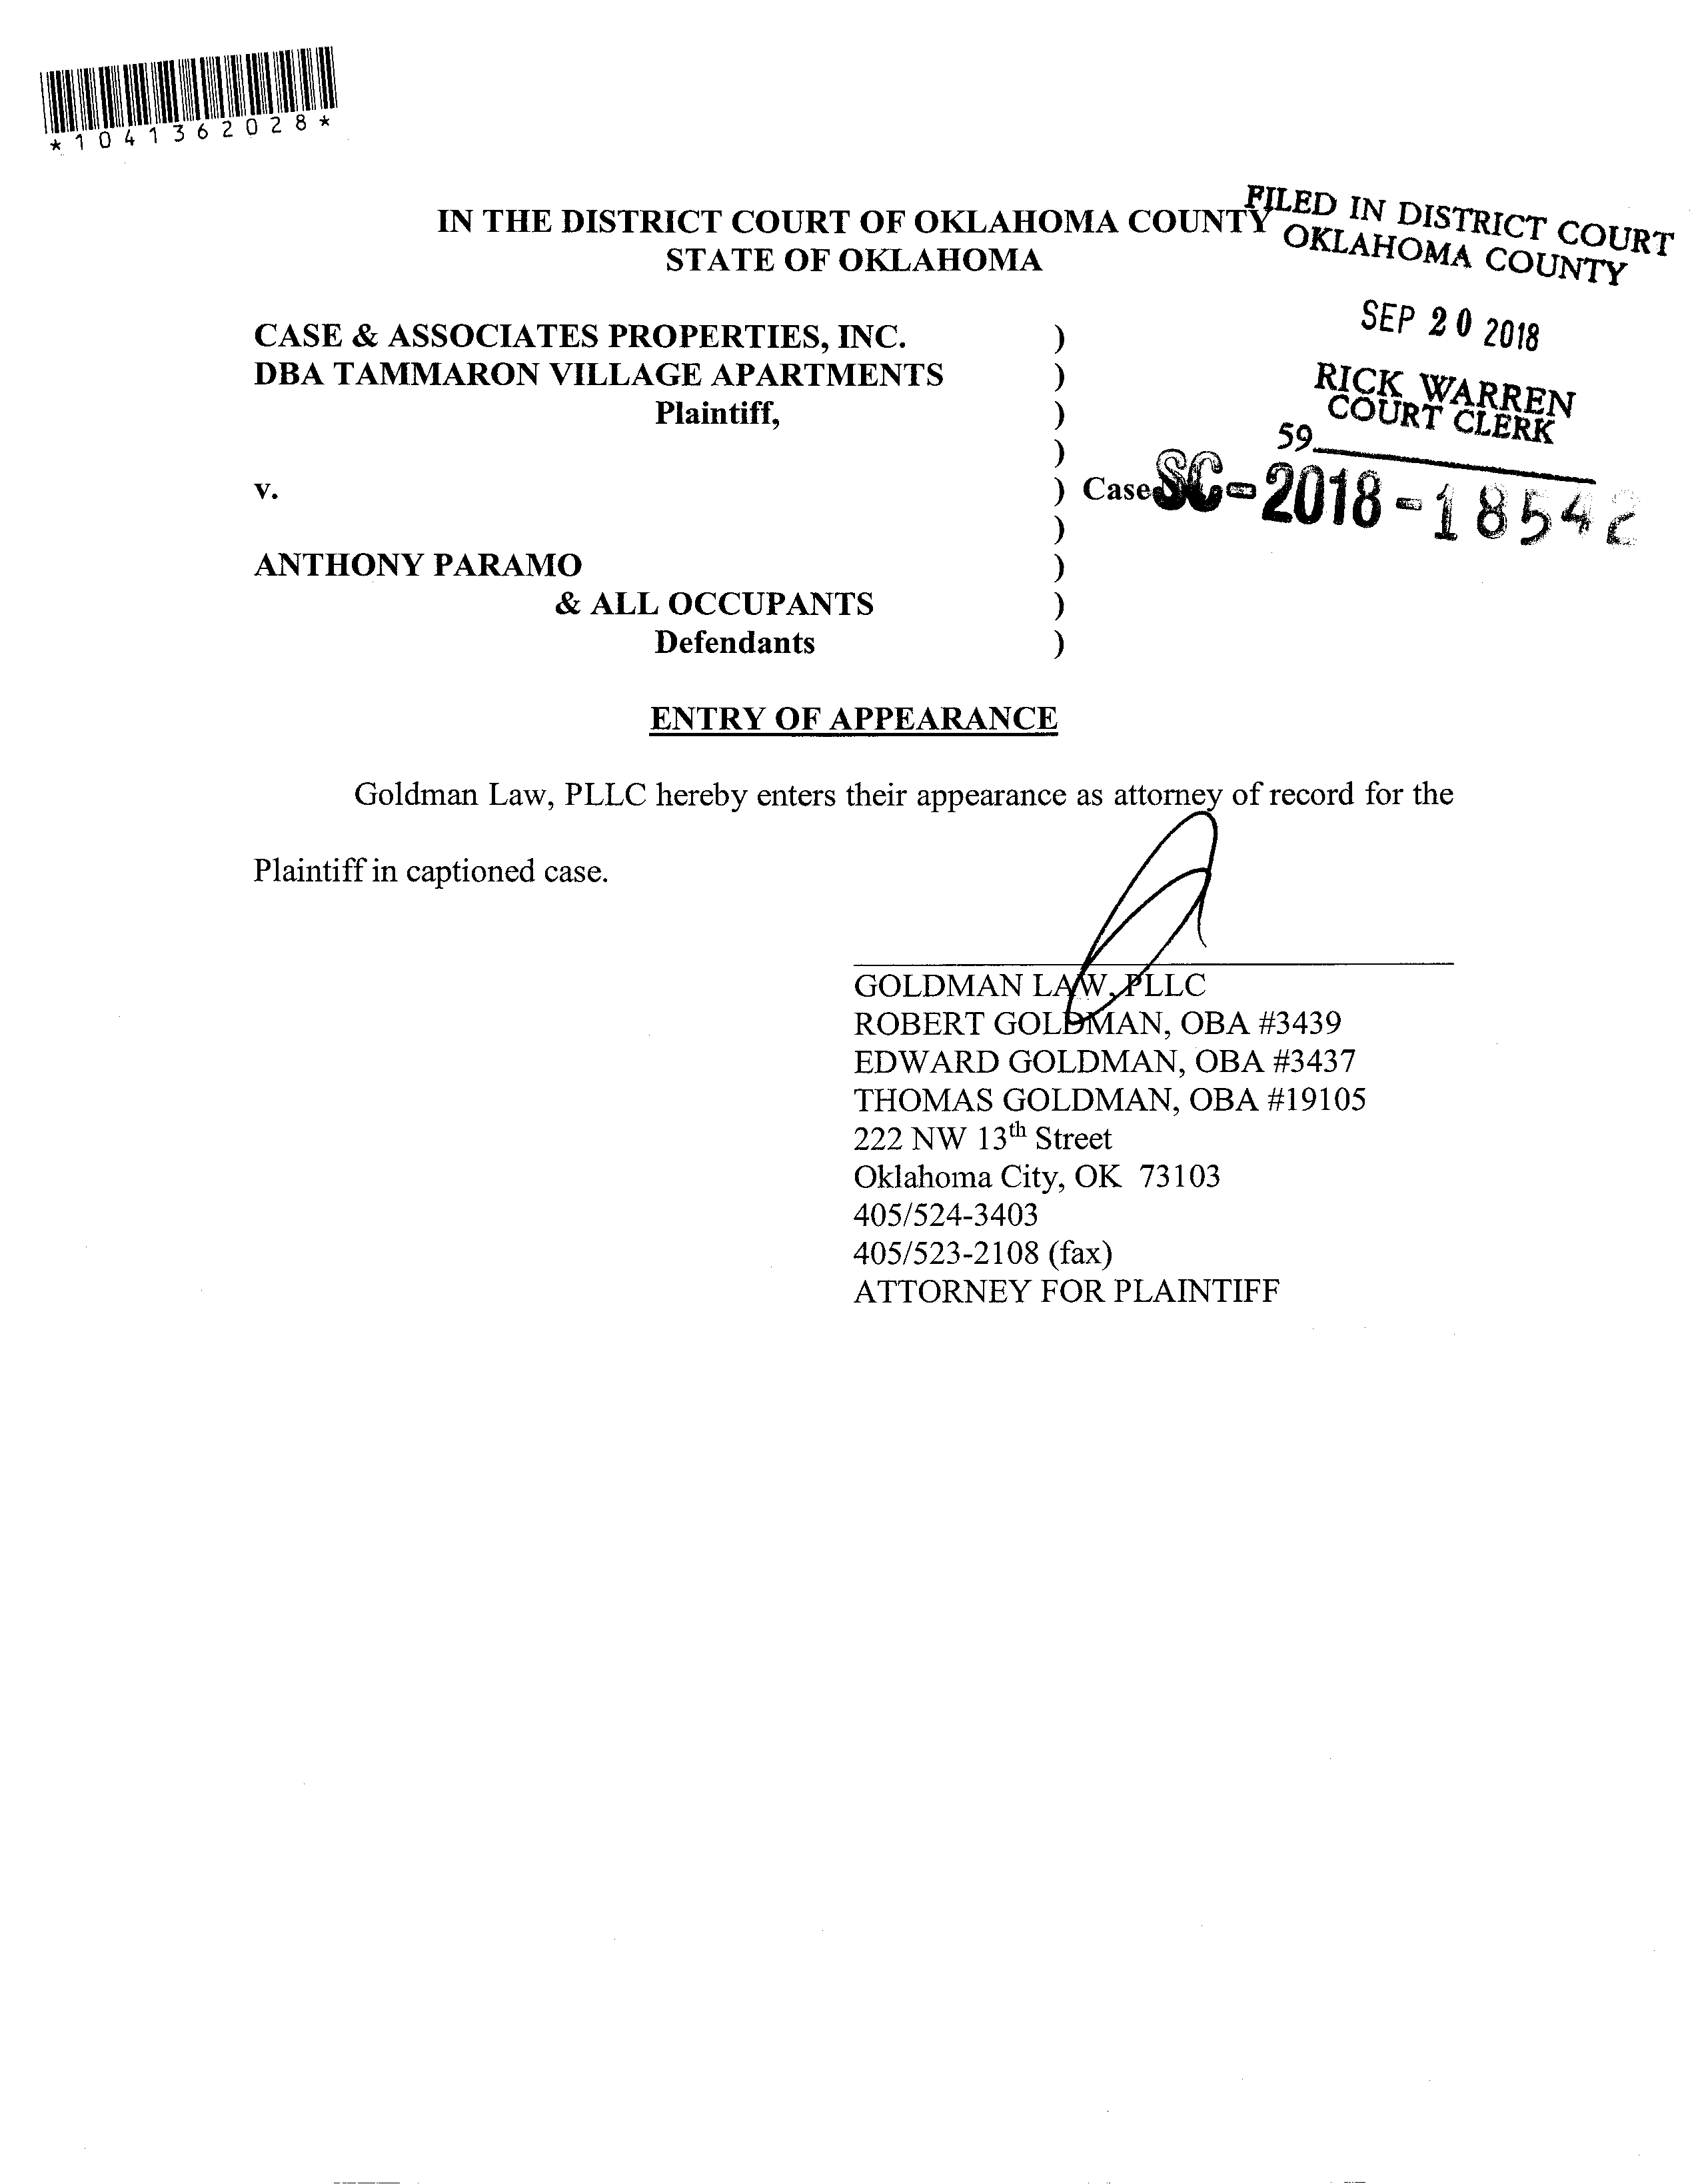 *1041362028*
IN THE DISTRICT COURT OF OKLAHOMA COUNTY
STATE OF OKLAHOMA
FILED IN DISTRICT COURT
OKLAHOMA COUNTY
SEP 20 2018
RICK WARREN
COURT CLERK
59
CASE & ASSOCIATES PROPERTIES, INC. )
DBA TAMMARON VILLAGE APARTMENTS )
Plaintiff, )
)
v. ) Case SC-2018-18542
)
ANTHONY PARAMO )
& ALL OCCUPANTS )
Defendants )
ENTRY OF APPEARANCE
Goldman Law, PLLC hereby enters their appearance as attorney of record for the
Plaintiff in captioned case.
GOLDMAN LAW, PLLC
ROBERT GOLDMAN, OBA #3439
EDWARD GOLDMAN, OBA #3437
THOMAS GOLDMAN, OBA #19105
222 NW 13th Street
Oklahoma City, OK 73103
405/524-3403
405/523-2108 (fax)
ATTORNEY FOR PLAINTIFF